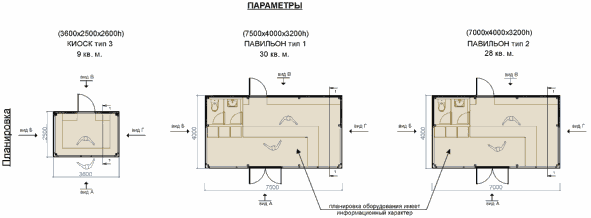 ПАРАМЕТРЫ
(3600x2500x2600h)
КИОСК тип 3
9 кв. м.
(7500x4000x3200h)
ПАВИЛЬОН тип 1
30 кв. м.
(7000x4000x3200h)
ПАВИЛЬОН тип 2
28 кв. м.
Планировка
вид В
вид Б
вид Г
2500
3600
вид А
вид В
вид Б
вид Г
4000
7000
вид А
вид В
вид Б
вид Г
4000
7000
вид А
планировка оборудования имеет
информационный характер